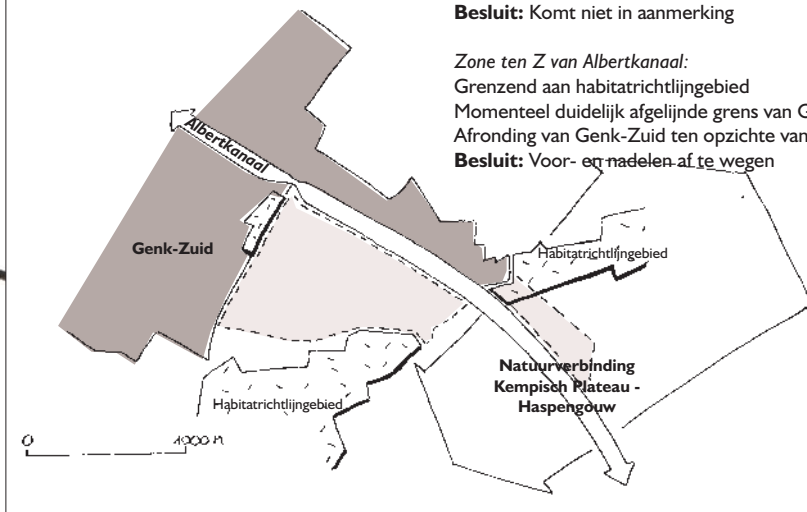 Besluit: Komt niet in aanmerking
Zone ten Z van Albertkanaal:
Grenzend aan habitatrichtlijngebied
Momenteel duidelijk afgelijnde grens van G
Afronding van Genk-Zuid ten opzichte van
Besluit: Voor- en nadelen af te wegen
Albertkanaal
Genk-Zuid
Habitatrichtlijngebied
Natuurverbinding
Kempisch Plateau -
Haspengouw
Habitatrichtlijngebied
0 1000 m